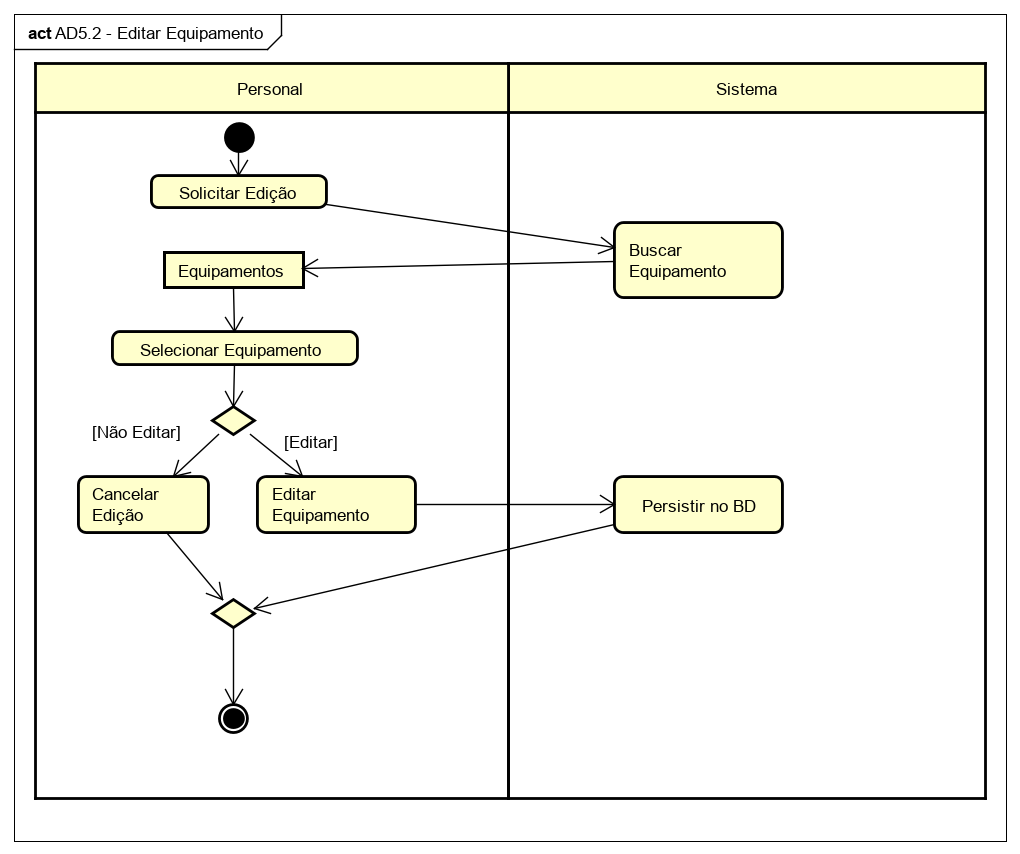 act AD5.2 - Editar Equipamento
Personal
Sistema
Solicitar Edição
Buscar
Equipamento
Equipamentos
Selecionar Equipamento
[Não Editar]
[Editar]
Cancelar
Edição
Editar
Equipamento
Persistir no BD